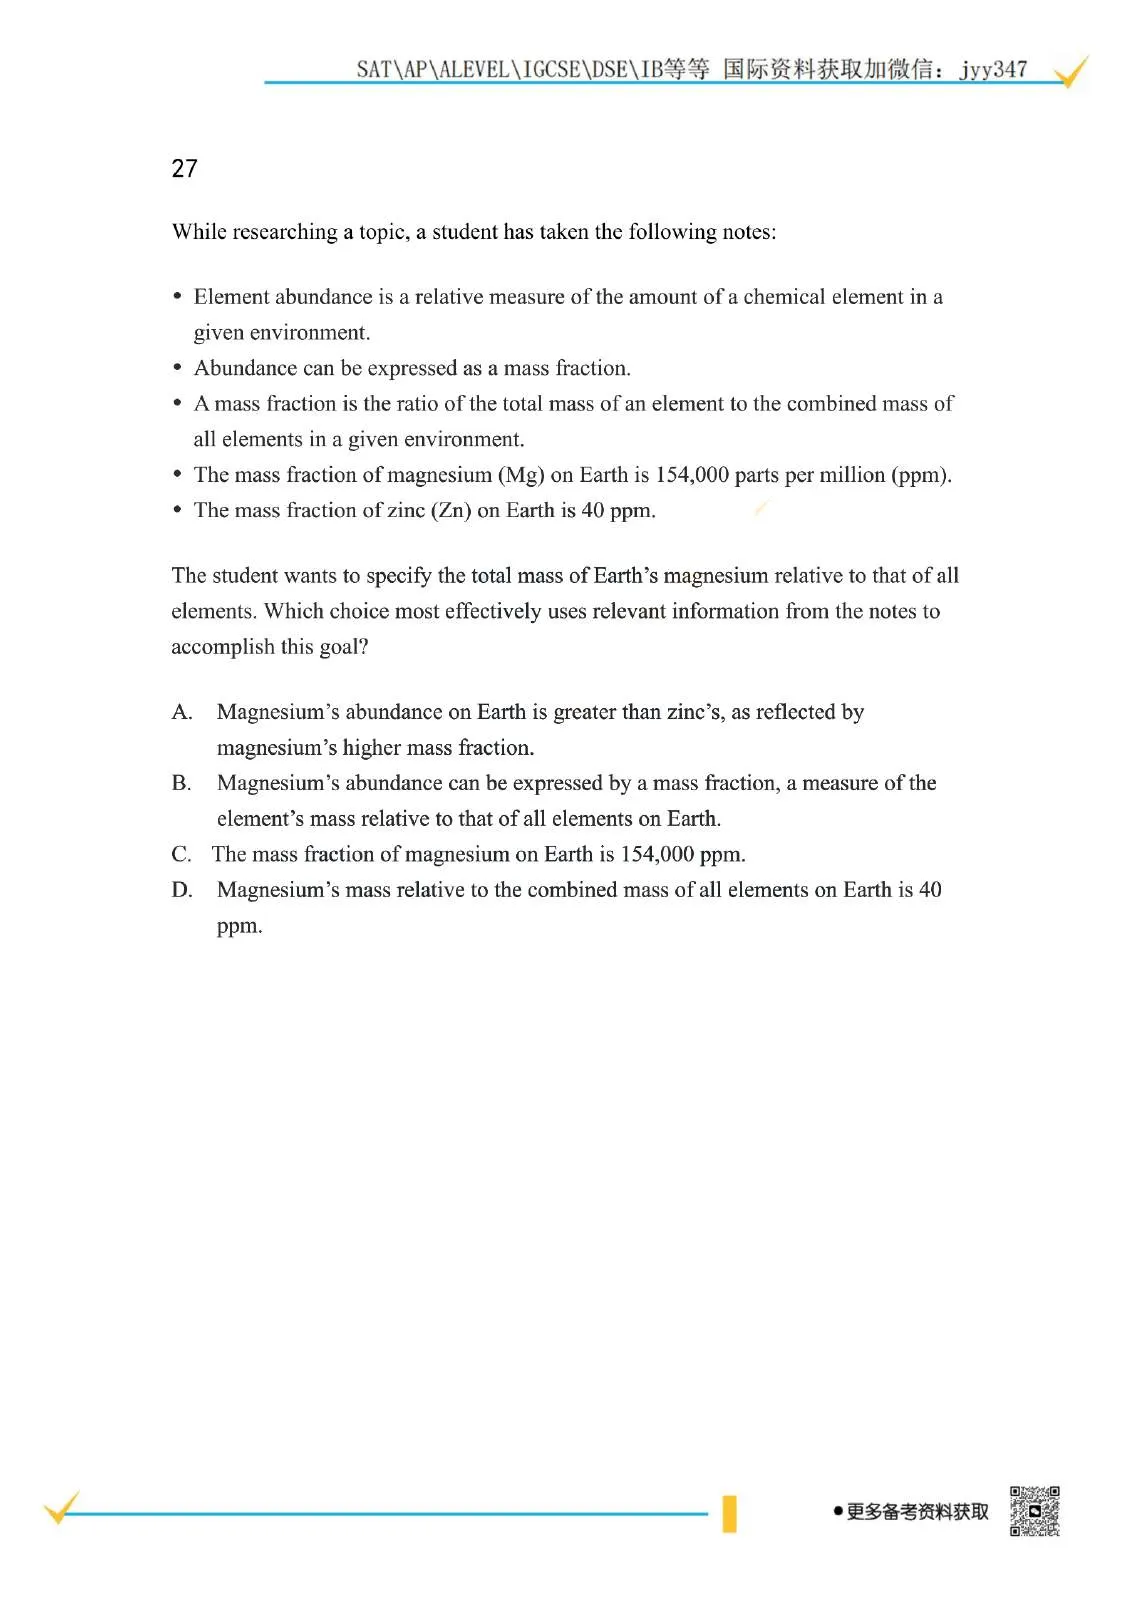 SAT\AP\ALEVEL\IGCSE\DSE\IB等等 国际资料获取加微信：jyy347
27
While researching a topic, a student has taken the following notes:
• Element abundance is a relative measure of the amount of a chemical element in a
given environment.
• Abundance can be expressed as a mass fraction.
• A mass fraction is the ratio of the total mass of an element to the combined mass of
all elements in a given environment.
• The mass fraction of magnesium (Mg) on Earth is 154,000 parts per million (ppm).
• The mass fraction of zinc (Zn) on Earth is 40 ppm.
The student wants to specify the total mass of Earth’s magnesium relative to that of all
elements. Which choice most effectively uses relevant information from the notes to
accomplish this goal?
A. Magnesium’s abundance on Earth is greater than zinc’s, as reflected by
magnesium’s higher mass fraction.
B. Magnesium’s abundance can be expressed by a mass fraction, a measure of the
element’s mass relative to that of all elements on Earth.
C. The mass fraction of magnesium on Earth is 154,000 ppm.
D. Magnesium’s mass relative to the combined mass of all elements on Earth is 40
ppm.
•更多备考资料获取